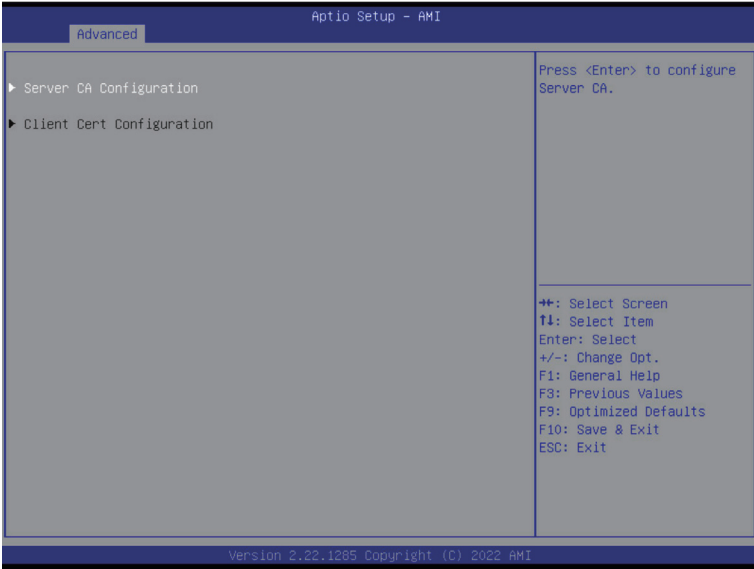 Aptio Setup – AMI
Advanced
▶ Server CA Configuration
▶ Client Cert Configuration
Press <Enter> to configure
Server CA.
→←: Select Screen
↑↓: Select Item
Enter: Select
+/-: Change Opt.
F1: General Help
F3: Previous Values
F9: Optimized Defaults
F10: Save & Exit
ESC: Exit
Version 2.22.1285 Copyright (C) 2022 AMI